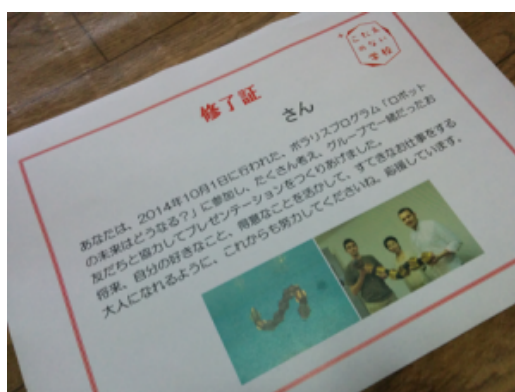 こたえ
のない
学校
修了証
さん
あなたは、2014年10月1日に行われた、ポラリスプログラム「ロボット
の未来はどうなる?」に参加し、たくさん考え、グループで一緒だったお
友だちと協力してプレゼンテーションをつくりあげました。
将来、自分の好きなこと、得意なことを活かして、すてきなお仕事をする
大人になれるように、これからも努力してくださいね。応援しています。